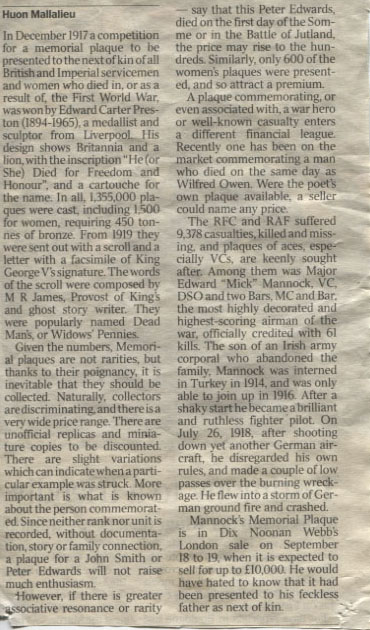 Huon Mallalieu
In December 1917 a competition
for a memorial plaque to be
presented to the next of kin of all
British and Imperial servicemen
and women who died in, or as a
result of, the First World War,
was won by Edward Carter Pres-
ton (1894-1965), a medallist and
sculptor from Liverpool. His
design shows Britannia and a
lion, with the inscription "He (or
She) Died for Freedom and
Honour", and a cartouche for
the name. In all, 1,355,000 pla-
ques were cast, including 1,500
for women, requiring 450 ton-
nes of bronze. From 1919 they
were sent out with a scroll and a
letter with a facsimile of King
George V's signature. The words
of the scroll were composed by
M R James, Provost of King's
and ghost story writer. They
were popularly named Dead
Man's, or Widows' Pennies.
Given the numbers, Memori-
al plaques are not rarities, but
thanks to their poignancy, it is
inevitable that they should be
collected. Naturally, collectors
are discriminating, and there is a
very wide price range. There are
unofficial replicas and minia-
ture copies to be discounted.
There are slight variations
which can indicate when a parti-
cular example was struck. More
important is what is known
about the person commemorat-
ed. Since neither rank nor unit is
recorded, without documenta-
tion, story or family connection,
a plaque for a John Smith or
Peter Edwards will not raise
much enthusiasm.
However, if there is greater
associative resonance or rarity
— say that this Peter Edwards,
died on the first day of the Som-
me or in the Battle of Jutland,
the price may rise to the hun-
dreds. Similarly, only 600 of the
women's plaques were present-
ed, and so attract a premium.
A plaque commemorating, or
even associated with, a war hero
or well-known casualty enters
a different financial league.
Recently one has been on the
market commemorating a man
who died on the same day as
Wilfred Owen. Were the poet's
own plaque available, a seller
could name any price.
The RFC and RAF suffered
9,378 casualties, killed and miss-
ing, and plaques of aces, espe-
cially VCs, are keenly sought
after. Among them was Major
Edward "Mick" Mannock, VC,
DSO and two Bars, MC and Bar,
the most highly decorated and
highest-scoring airman of the
war, officially credited with 61
kills. The son of an Irish army
corporal who abandoned the
family, Mannock was interned
in Turkey in 1914, and was only
able to join up in 1916. After a
shaky start he became a brilliant
and ruthless fighter pilot. On
July 26, 1918, after shooting
down yet another German air-
craft, he disregarded his own
rules, and made a couple of low
passes over the burning wreck-
age. He flew into a storm of Ger-
man ground fire and crashed.
Mannock's Memorial Plaque
is in Dix Noonan Webb's
London sale on September
18 to 19, when it is expected to
sell for up to £10,000. He would
have hated to know that it had
been presented to his feckless
father as next of kin.